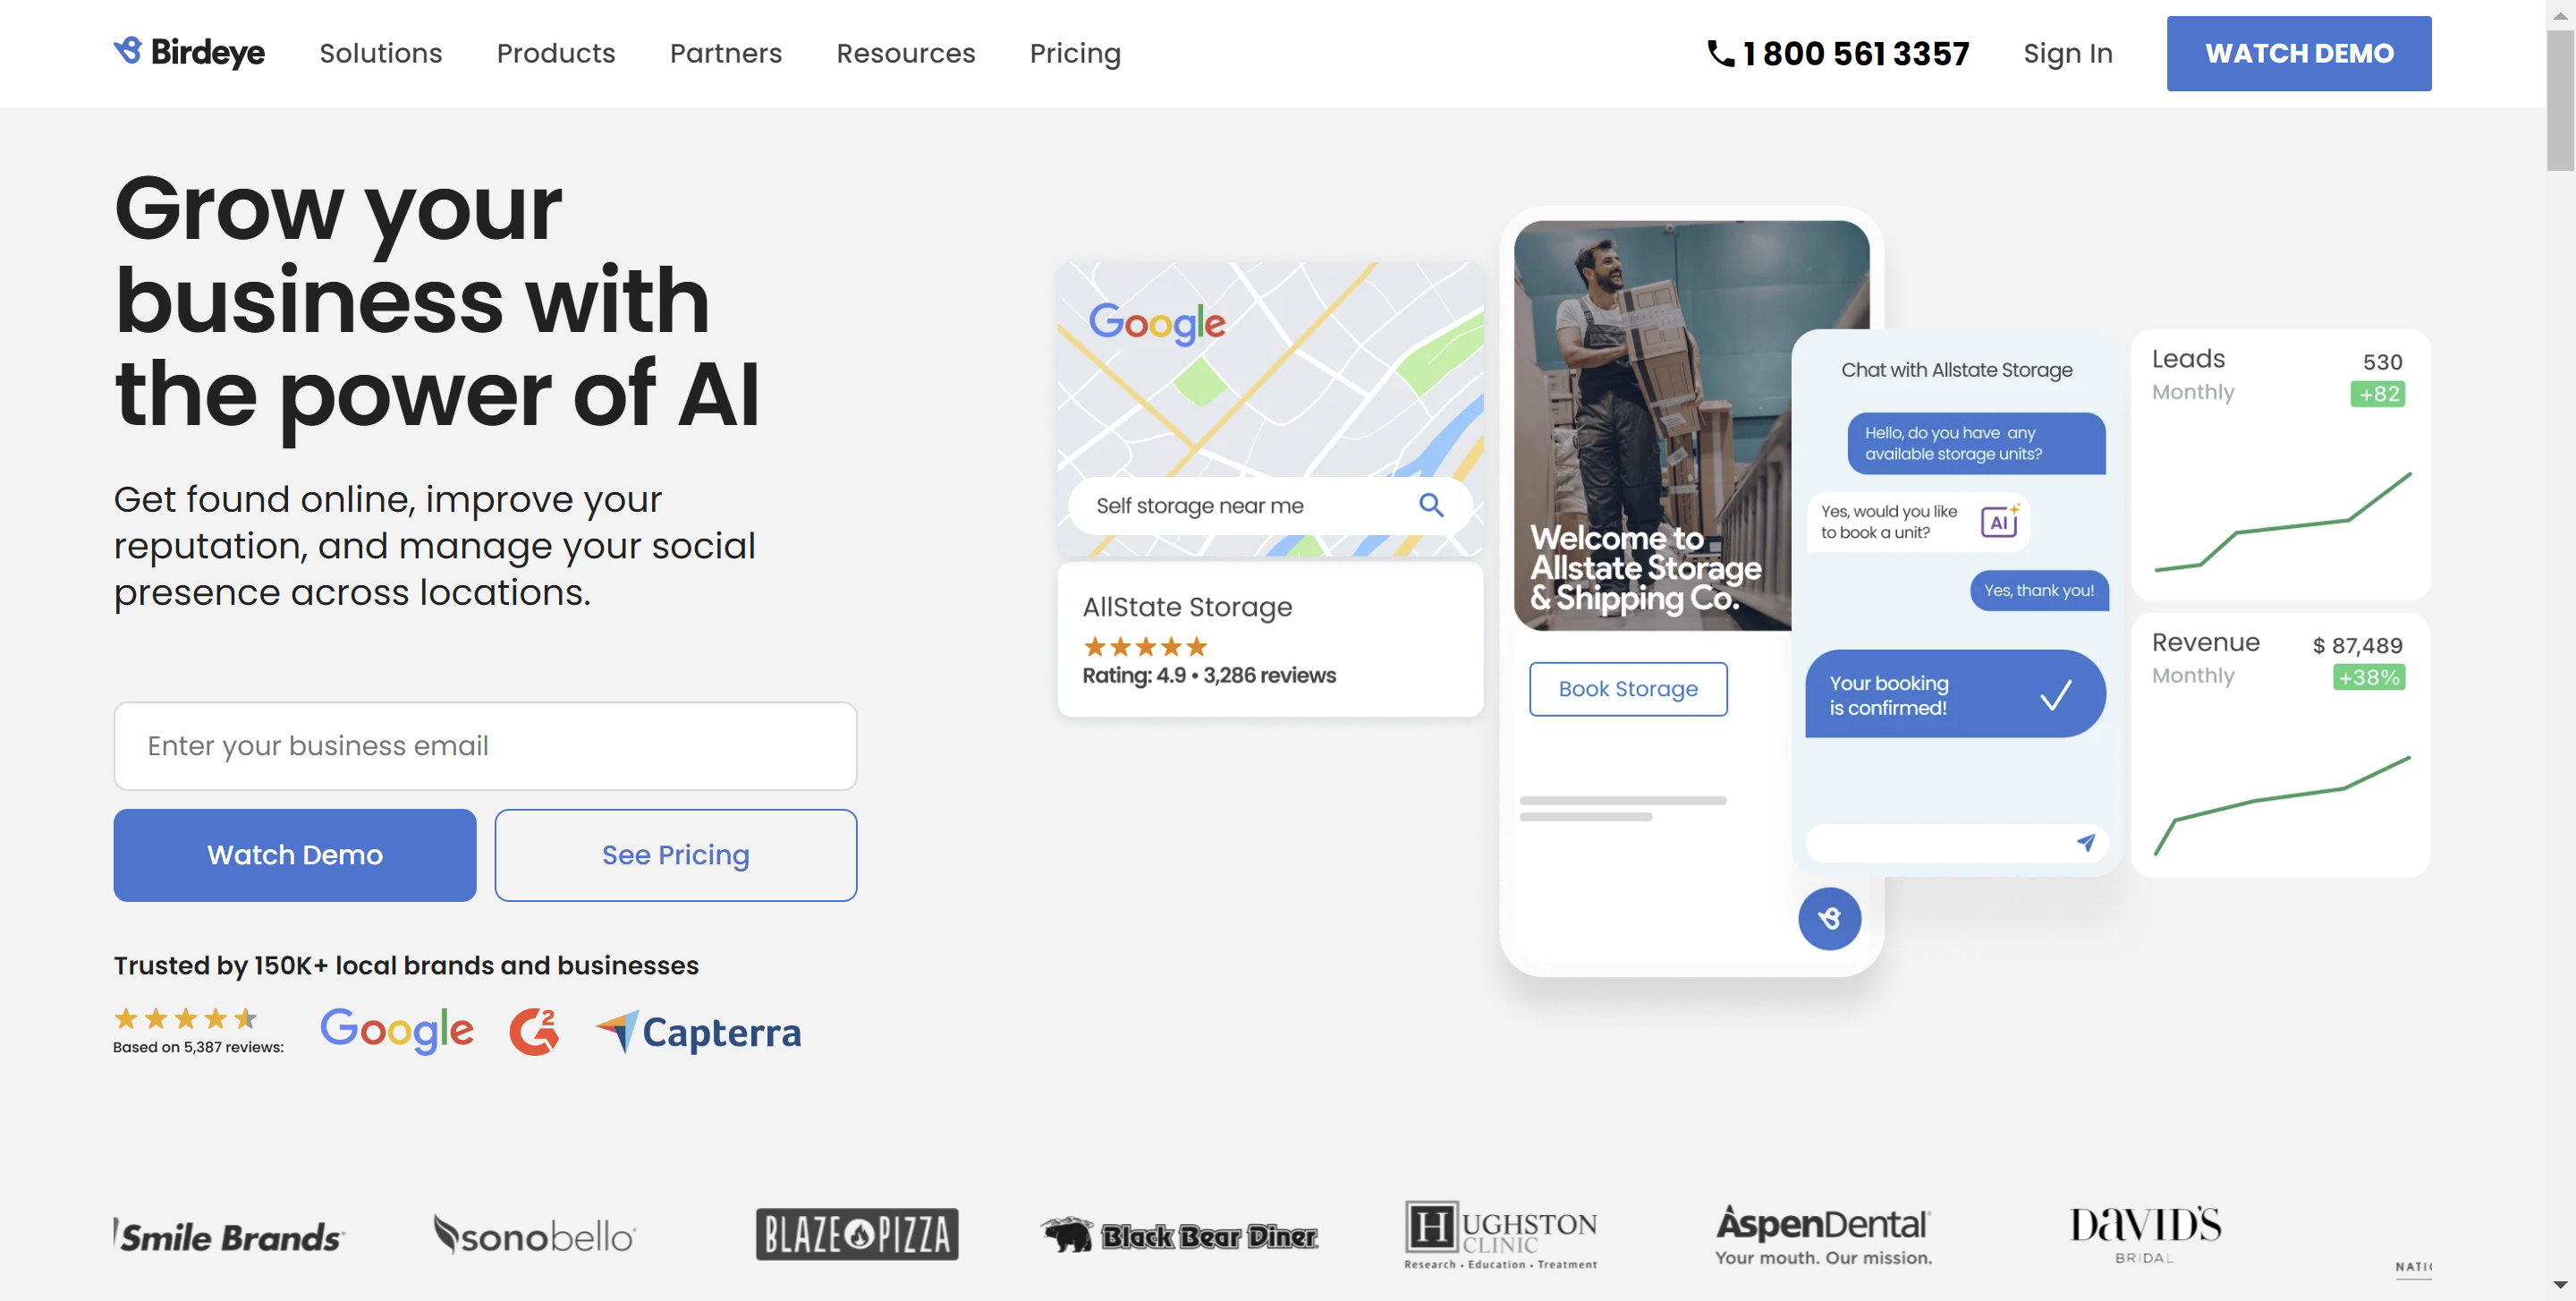 Birdeye
Solutions
Products
Partners
Resources
Pricing
1 800 561 3357
Sign In
WATCH DEMO
Grow your
business with
the power of AI
Get found online, improve your
reputation, and manage your social
presence across locations.
Enter your business email
Watch Demo
See Pricing
Trusted by 150K+ local brands and businesses
Based on 5,387 reviews:
Google
G2
Capterra
Google
Self storage near me
AllState Storage
Rating: 4.9 • 3,286 reviews
Welcome to
Allstate Storage
& Shipping Co.
Book Storage
Chat with Allstate Storage
Hello, do you have any
available storage units?
Yes, would you like
to book a unit?
AI
Yes, thank you!
Your booking
is confirmed!
Leads
530
Monthly
+82
Revenue
$ 87,489
Monthly
+38%
Smile Brands
sonobello
BLAZE PIZZA
Black Bear Diner
HUGHSTON
CLINIC
Research • Education • Treatment
AspenDental
Your mouth. Our mission.
DAVID'S
BRIDAL